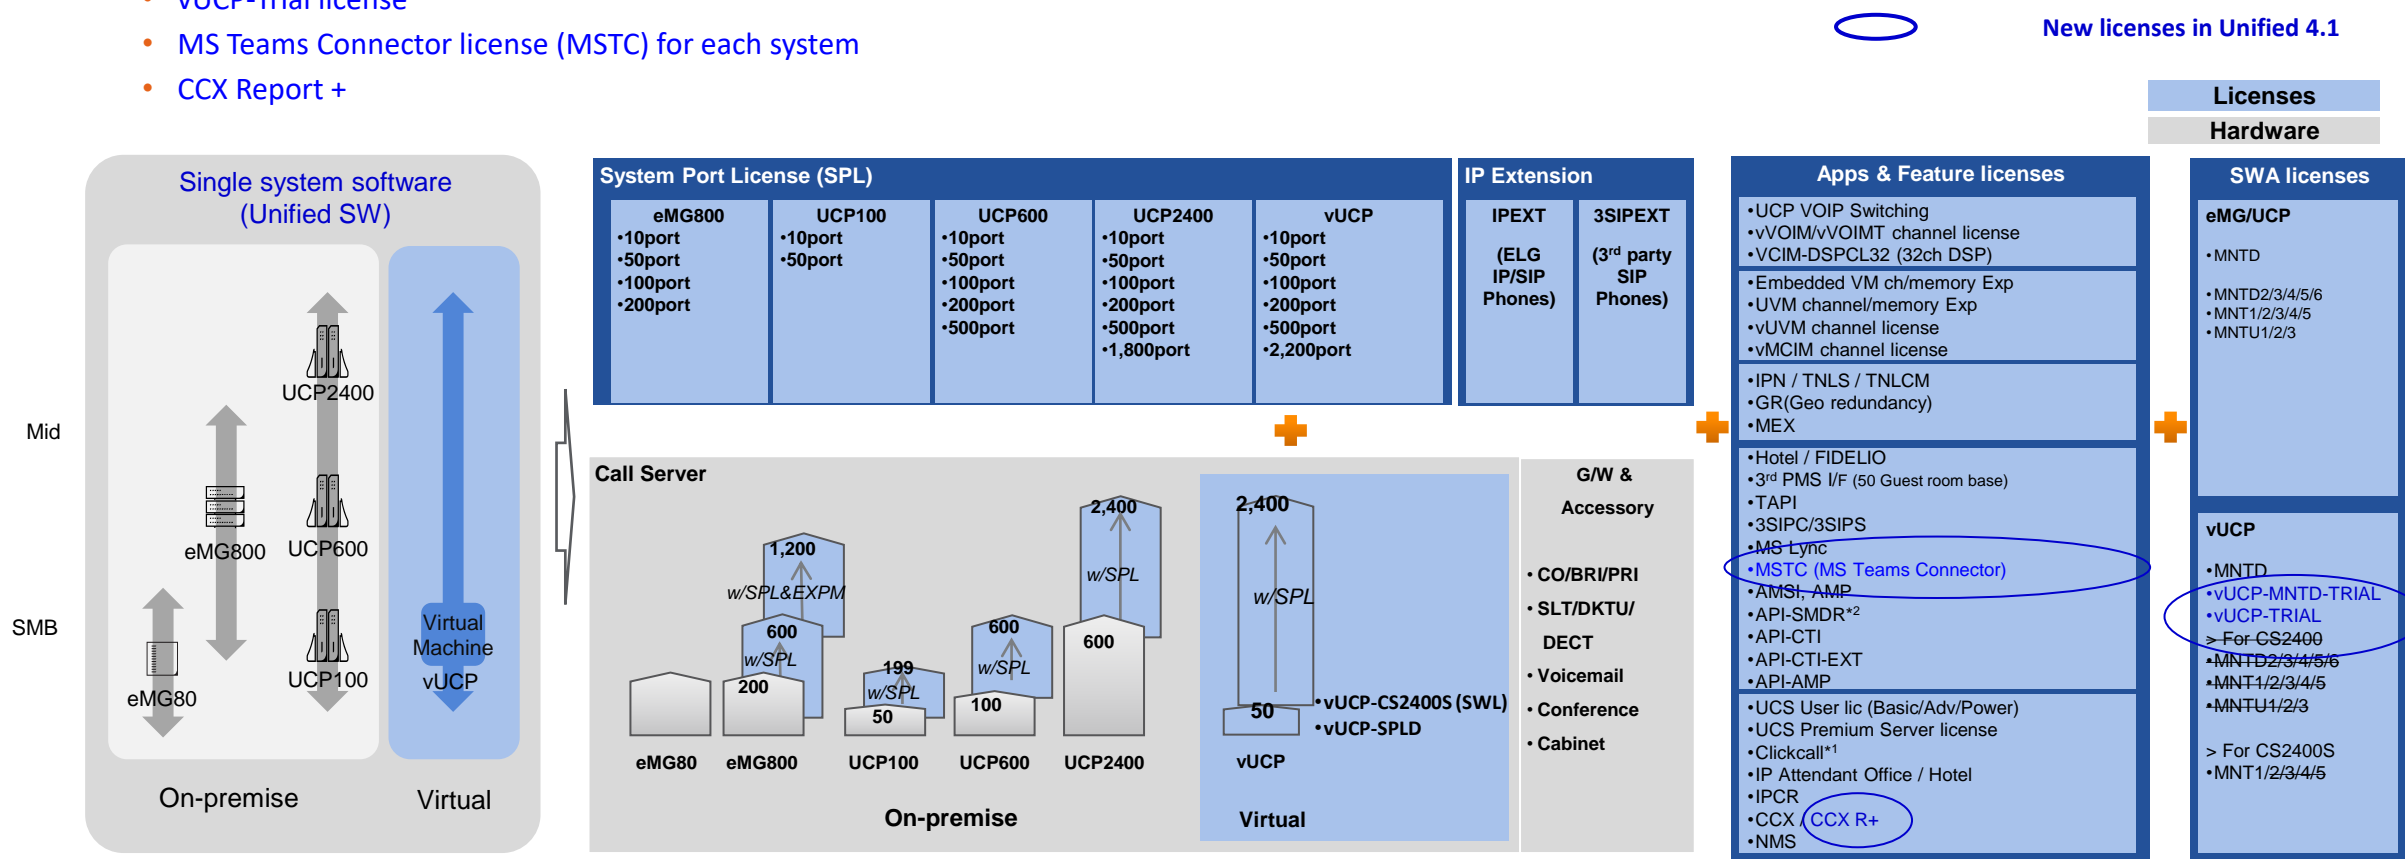 • vUCP-Trial license
• MS Teams Connector license (MSTC) for each system
• CCX Report +
New licenses in Unified 4.1
Licenses
Hardware
Single system software
(Unified SW)
Mid
SMB
UCP2400
eMG800
UCP600
eMG80
UCP100
Virtual
Machine
vUCP
On-premise
Virtual
System Port License (SPL)
eMG800
•10port
•50port
•100port
•200port
UCP100
•10port
•50port
UCP600
•10port
•50port
•100port
•200port
•500port
UCP2400
•10port
•50port
•100port
•200port
•500port
•1,800port
vUCP
•10port
•50port
•100port
•200port
•500port
•2,200port
IP Extension
IPEXT
(ELG
IP/SIP
Phones)
3SIPEXT
(3rd party
SIP
Phones)
Call Server
1,200
w/SPL&EXPM
600
w/SPL
200
199
w/SPL
50
600
w/SPL
100
2,400
w/SPL
600
2,400
w/SPL
50
•vUCP-CS2400S (SWL)
•vUCP-SPLD
eMG80
eMG800
UCP100
UCP600
UCP2400
vUCP
On-premise
Virtual
G/W &
Accessory
• CO/BRI/PRI
• SLT/DKTU/
DECT
• Voicemail
• Conference
• Cabinet
Apps & Feature licenses
•UCP VOIP Switching
•vVOIM/vVOIMT channel license
•VCIM-DSPCL32 (32ch DSP)
•Embedded VM ch/memory Exp
•UVM channel/memory Exp
•vUVM channel license
•vMCIM channel license
•IPN / TNLS / TNLCM
•GR(Geo redundancy)
•MEX
•Hotel / FIDELIO
•3rd PMS I/F (50 Guest room base)
•TAPI
•3SIPC/3SIPS
•MS Lync
•MSTC (MS Teams Connector)
•AMSI, AMP
•API-SMDR*2
•API-CTI
•API-CTI-EXT
•API-AMP
•UCS User lic (Basic/Adv/Power)
•UCS Premium Server license
•Clickcall*1
•IP Attendant Office / Hotel
•IPCR
•CCX / CCX R+
•NMS
SWA licenses
eMG/UCP
•MNTD
•MNTD2/3/4/5/6
•MNT1/2/3/4/5
•MNTU1/2/3
vUCP
•MNTD
•vUCP-MNTD-TRIAL
•vUCP-TRIAL
> For CS2400
•MNTD2/3/4/5/6
•MNT1/2/3/4/5
•MNTU1/2/3
> For CS2400S
•MNT1/2/3/4/5